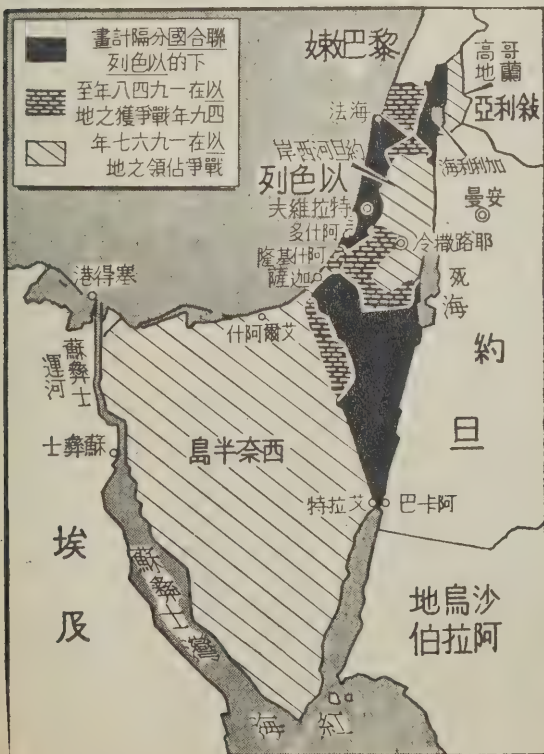 聯合國分隔計畫
下的以色列
以在一九四八年至
四九年戰爭獲之地
以在一九六七年
戰爭佔領之地
黎巴嫩
哥蘭
高地
敍利亞
海法
加利利海
約旦河西岸
以色列
安曼
特拉維夫
阿什多
耶路撒冷
阿什基隆
迦薩
死海
塞得港
艾爾阿什
蘇彝士
運河
約旦
蘇彝士
西奈半島
艾拉特
阿卡巴
埃及
蘇彝士灣
沙烏地
阿拉伯
紅海